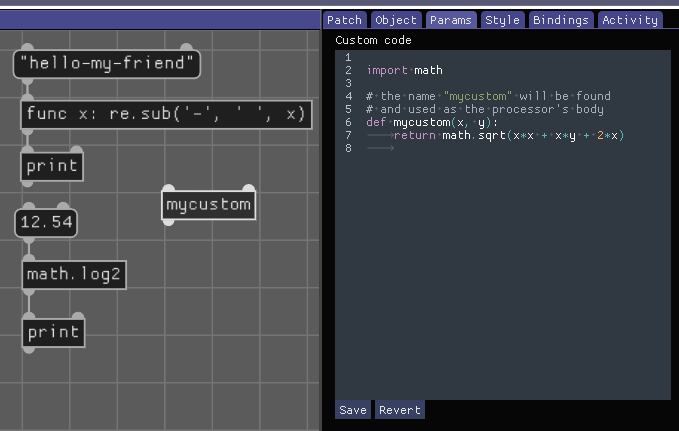 "hello-my-friend"
func x: re.sub('-', ' ', x)
print
mycustom
12.54
math.log2
print
Patch Object Params Style Bindings Activity
Custom code
1
2 import math
3
4 # the name "mycustom" will be found
5 # and used as the processor's body
6 def mycustom(x, y):
7 return math.sqrt(x*x + x*y + 2*x)
8
Save Revert